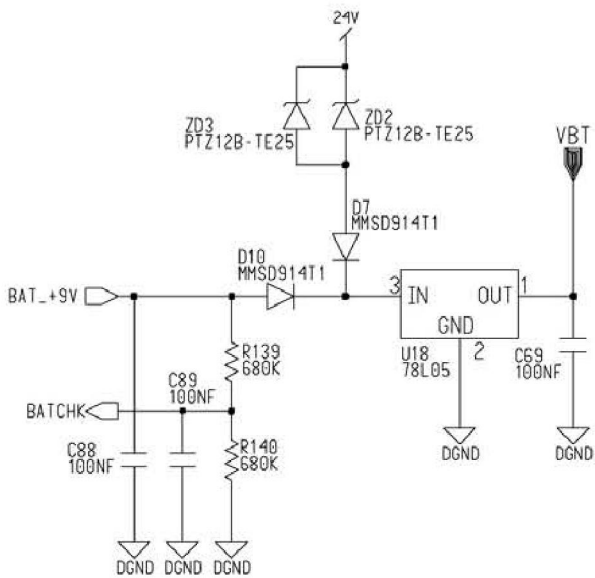 24V
ZD3
PTZ12B-TE25
ZD2
PTZ12B-TE25
VBT
D7
MMSD914T1
D10
MMSD914T1
BAT_+9V
3
IN
OUT
1
GND
2
U18
78L05
C69
100NF
R139
680K
C89
100NF
BATCHK
C88
100NF
R140
680K
DGND
DGND
DGND
DGND
DGND